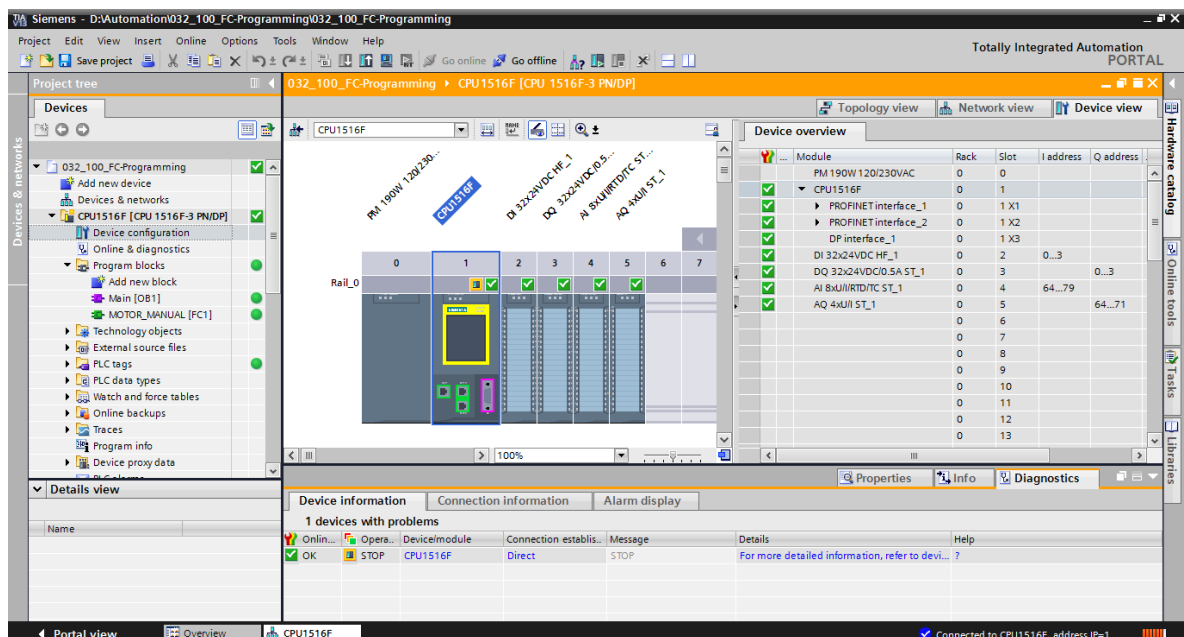 Siemens - D:\Automation\032_100_FC-Programming\032_100_FC-Programming
Project Edit View Insert Online Options Tools Window Help
Totally Integrated Automation
PORTAL
Save project Go online Go offline
Project tree
032_100_FC-Programming CPU1516F [CPU 1516F-3 PN/DP]
Devices
Topology view Network view Device view
Devices & networks
032_100_FC-Programming
Add new device
Devices & networks
CPU1516F [CPU 1516F-3 PN/DP]
Device configuration
Online & diagnostics
Program blocks
Add new block
Main [OB1]
MOTOR_MANUAL [FC1]
Technology objects
External source files
PLC tags
PLC data types
Watch and force tables
Online backups
Traces
Program info
Device proxy data
Details view
Name
CPU1516F
PM 190W 120/230...
CPU1516F
DI 32x24VDC HF_1
DQ 32x24VDC/0.5...
AI 8xU/I/RTD/TC ST...
AQ 4xU/I ST_1
0 1 2 3 4 5 6 7
Rail_0
SIEMENS
100%
Device overview
... Module Rack Slot I address Q address
PM 190W 120/230VAC 0 0
CPU1516F 0 1
PROFINET interface_1 0 1 X1
PROFINET interface_2 0 1 X2
DP interface_1 0 1 X3
DI 32x24VDC HF_1 0 2 0...3
DQ 32x24VDC/0.5A ST_1 0 3 0...3
AI 8xU/I/RTD/TC ST_1 0 4 64...79
AQ 4xU/I ST_1 0 5 64...71
0 6
0 7
0 8
0 9
0 10
0 11
0 12
0 13
Hardware catalog
Online tools
Tasks
Libraries
Properties Info Diagnostics
Device information Connection information Alarm display
1 devices with problems
Onlin... Opera... Device/module Connection establis... Message Details Help
OK STOP CPU1516F Direct STOP For more detailed information, refer to devi... ?
Portal view Overview CPU1516F Connected to CPU1516F, address IP=1